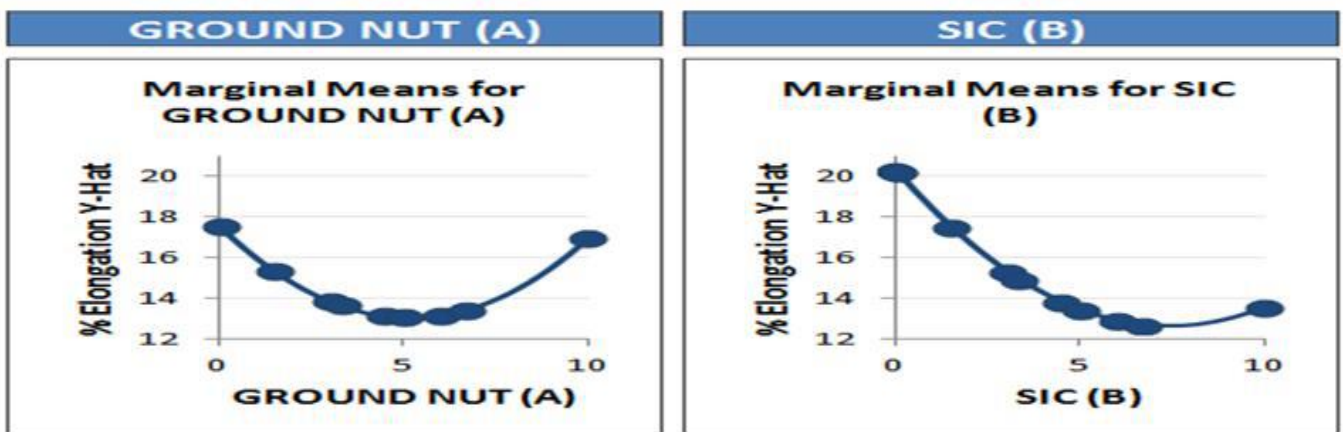 GROUND NUT (A)
Marginal Means for
GROUND NUT (A)
% Elongation Y-Hat
20
18
16
14
12
0 5 10
GROUND NUT (A)
SIC (B)
Marginal Means for SIC
(B)
% Elongation Y-Hat
20
18
16
14
12
0 5 10
SIC (B)